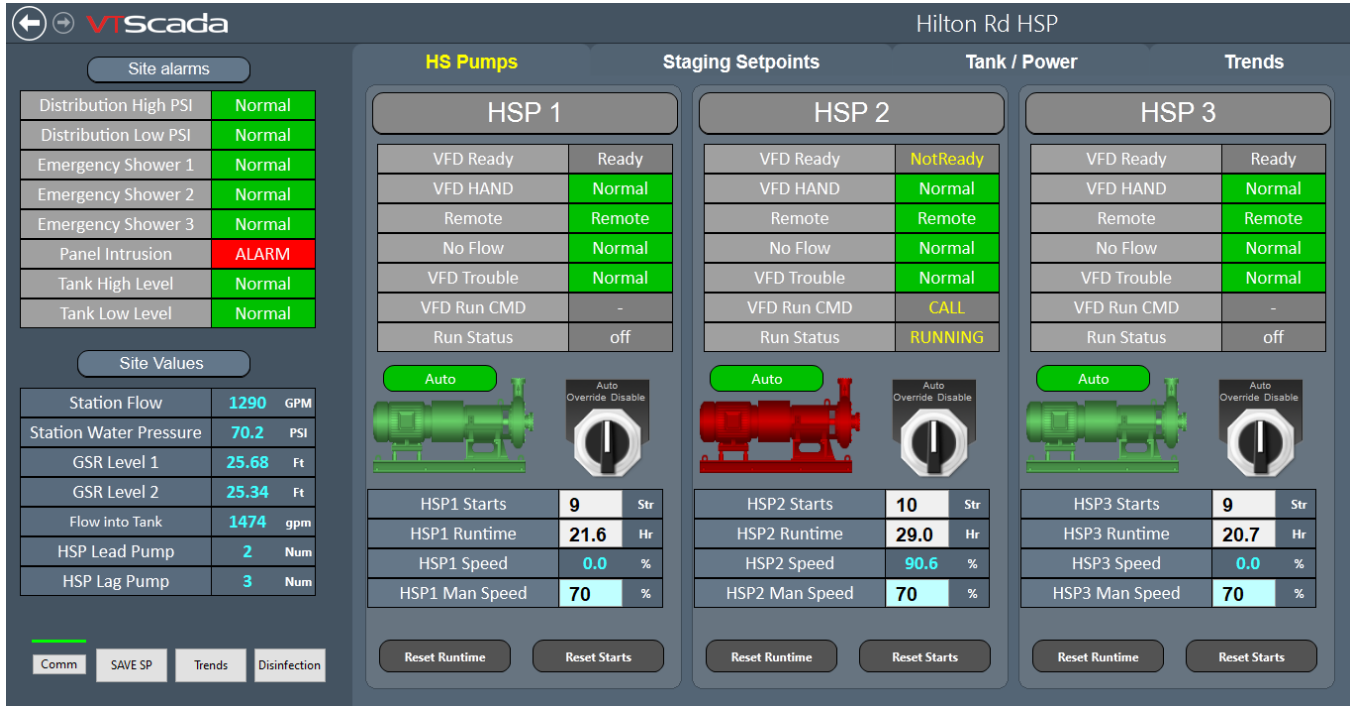 VTScada
Hilton Rd HSP
Site alarms
Distribution High PSI Normal
Distribution Low PSI Normal
Emergency Shower 1 Normal
Emergency Shower 2 Normal
Emergency Shower 3 Normal
Panel Intrusion ALARM
Tank High Level Normal
Tank Low Level Normal
Site Values
Station Flow 1290 GPM
Station Water Pressure 70.2 PSI
GSR Level 1 25.68 Ft
GSR Level 2 25.34 Ft
Flow into Tank 1474 gpm
HSP Lead Pump 2 Num
HSP Lag Pump 3 Num
Comm SAVE SP Trends Disinfection
HS Pumps Staging Setpoints Tank / Power Trends
HSP 1
VFD Ready Ready
VFD HAND Normal
Remote Remote
No Flow Normal
VFD Trouble Normal
VFD Run CMD -
Run Status off
Auto
Auto
Override Disable
HSP1 Starts 9 Str
HSP1 Runtime 21.6 Hr
HSP1 Speed 0.0 %
HSP1 Man Speed 70 %
Reset Runtime Reset Starts
HSP 2
VFD Ready NotReady
VFD HAND Normal
Remote Remote
No Flow Normal
VFD Trouble Normal
VFD Run CMD CALL
Run Status RUNNING
Auto
Auto
Override Disable
HSP2 Starts 10 Str
HSP2 Runtime 29.0 Hr
HSP2 Speed 90.6 %
HSP2 Man Speed 70 %
Reset Runtime Reset Starts
HSP 3
VFD Ready Ready
VFD HAND Normal
Remote Remote
No Flow Normal
VFD Trouble Normal
VFD Run CMD -
Run Status off
Auto
Auto
Override Disable
HSP3 Starts 9 Str
HSP3 Runtime 20.7 Hr
HSP3 Speed 0.0 %
HSP3 Man Speed 70 %
Reset Runtime Reset Starts